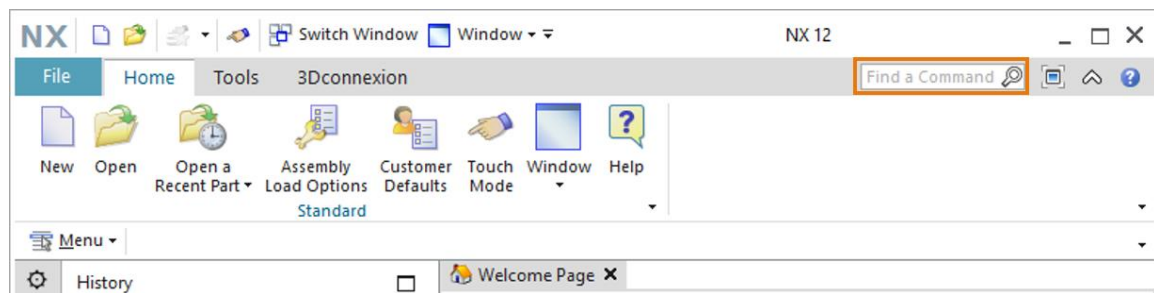 NX Switch Window Window NX 12
File Home Tools 3Dconnexion Find a Command
New Open Open a Recent Part Assembly Load Options Customer Defaults Touch Mode Window Help
Standard
Menu
History Welcome Page